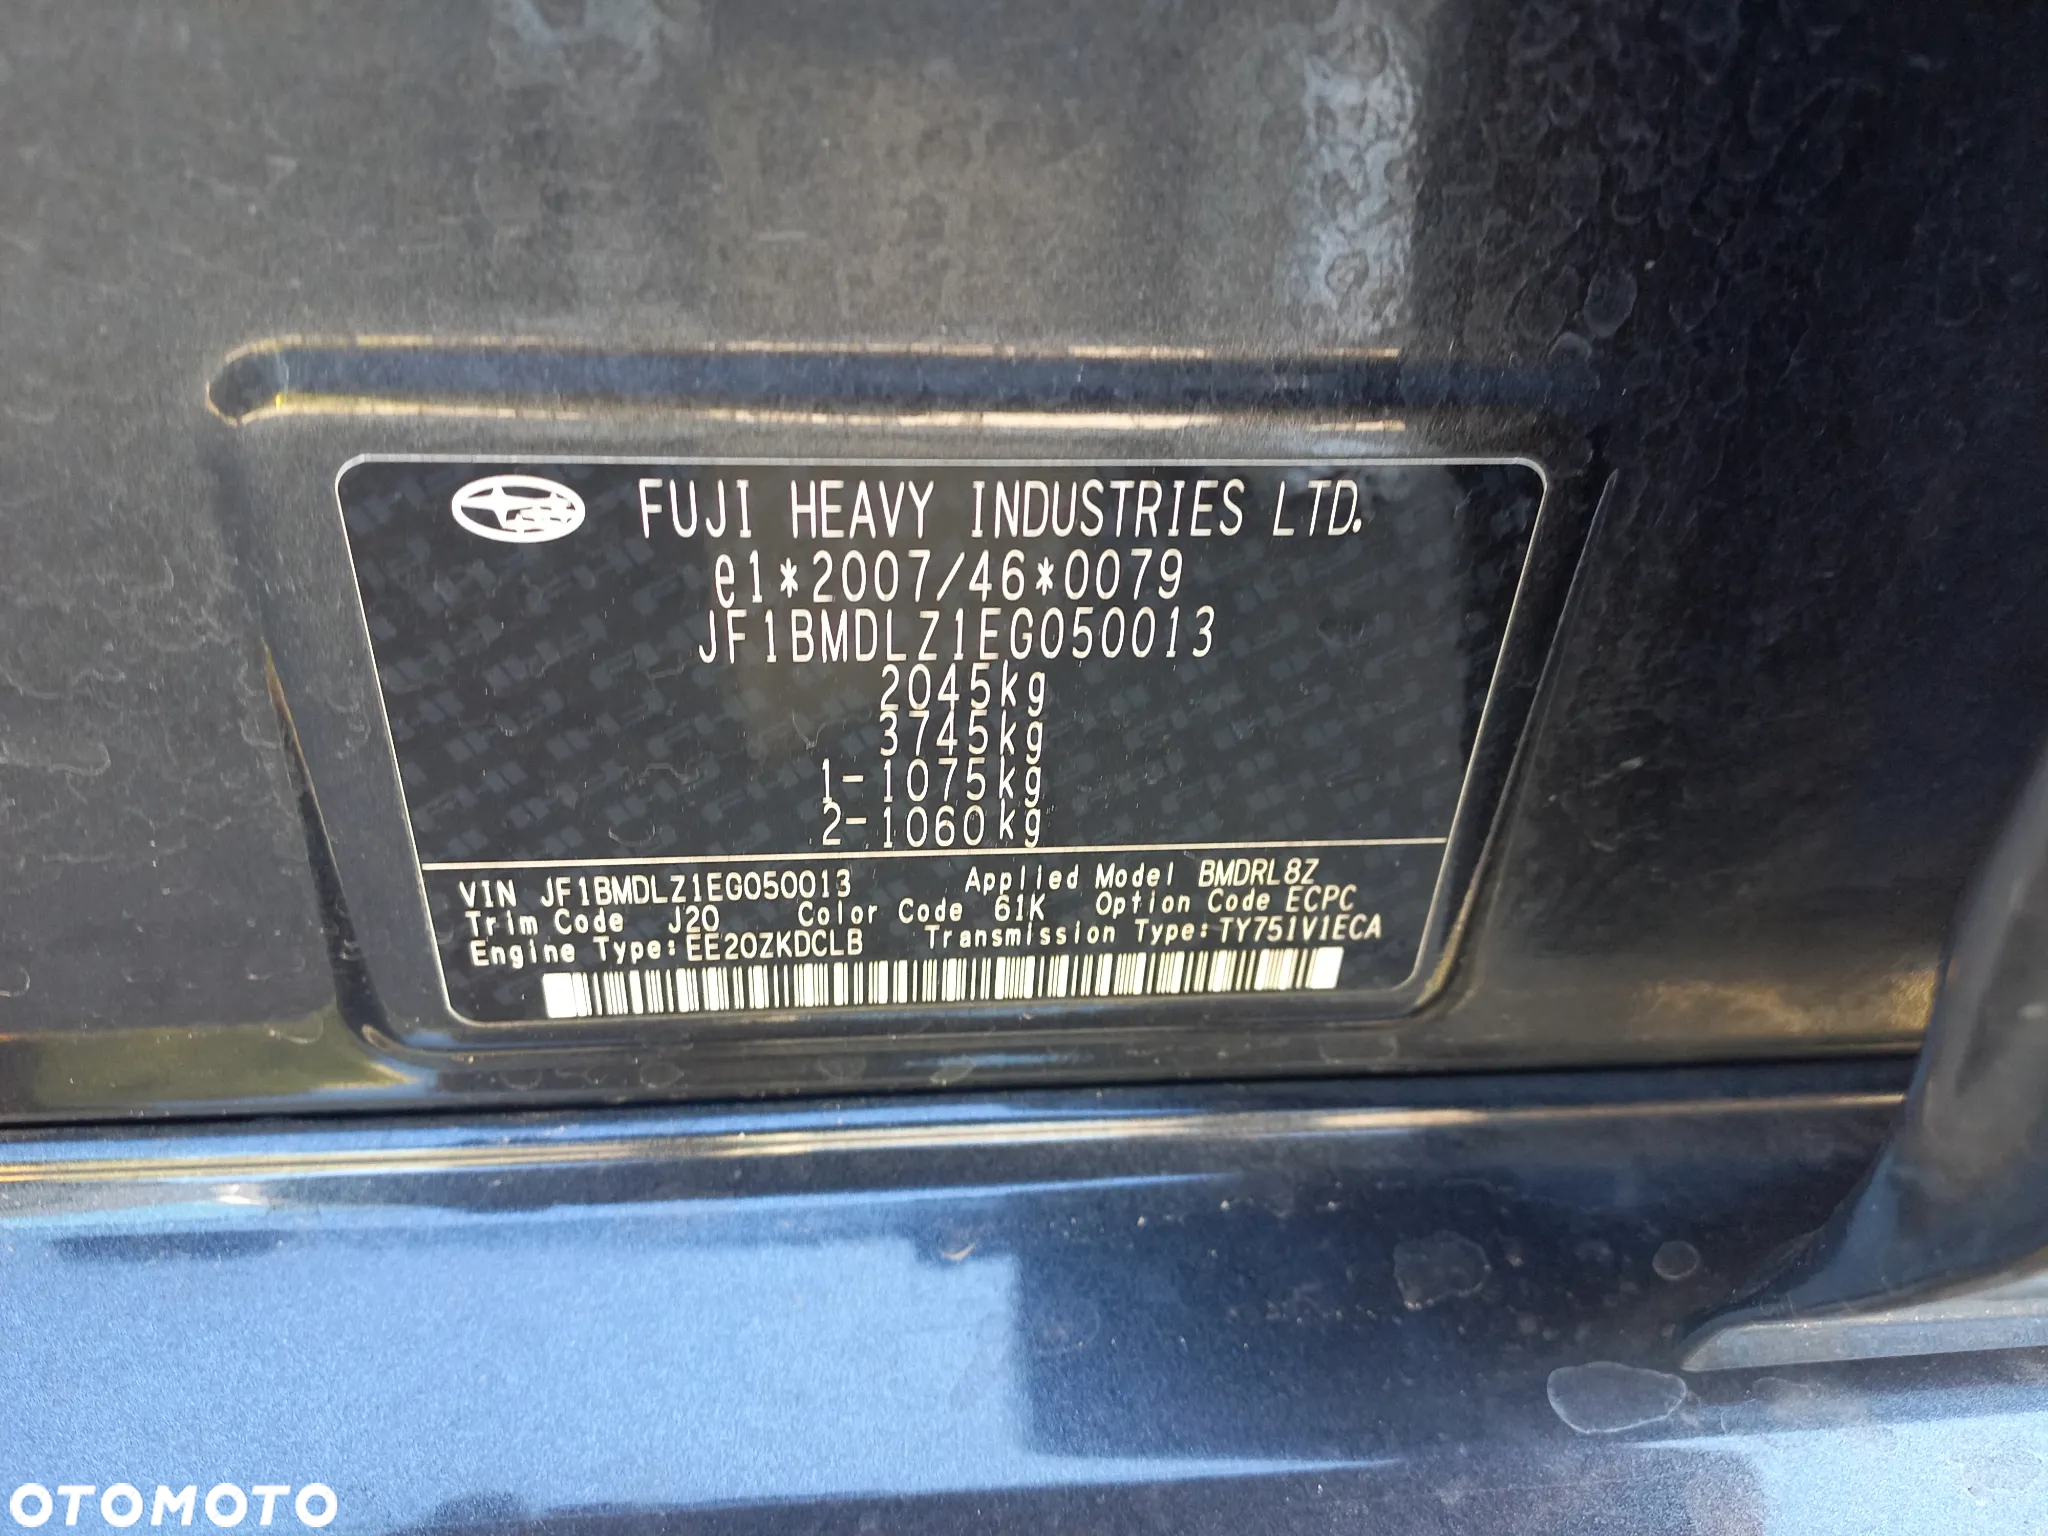 FUJI HEAVY INDUSTRIES LTD.
e1*2007/46*0079
JF1BMDLZ1EG050013
2045kg
3745kg
1-1075kg
2-1060kg
VIN JF1BMDLZ1EG050013 Applied Model BMDRL8Z
Trim Code J20 Color Code 61K Option Code ECPC
Engine Type:EE20ZKDCLB Transmission Type:TY751V1ECA
OTOMOTO